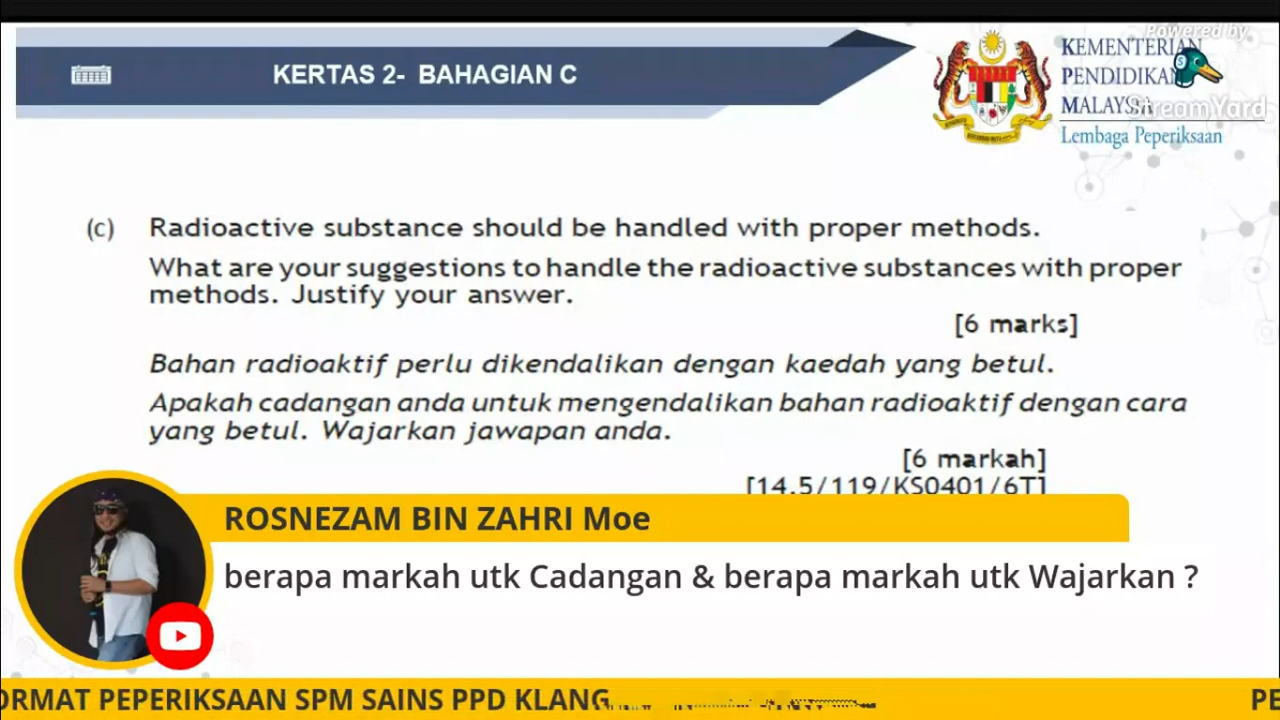 KERTAS 2- BAHAGIAN C
Powered by
StreamYard
KEMENTERIAN
PENDIDIKAN
MALAYSIA
Lembaga Peperiksaan
(c) Radioactive substance should be handled with proper methods.
What are your suggestions to handle the radioactive substances with proper
methods. Justify your answer.
[6 marks]
Bahan radioaktif perlu dikendalikan dengan kaedah yang betul.
Apakah cadangan anda untuk mengendalikan bahan radioaktif dengan cara
yang betul. Wajarkan jawapan anda.
[6 markah]
[14.5/119/KS0401/6T]
ROSNEZAM BIN ZAHRI Moe
berapa markah utk Cadangan & berapa markah utk Wajarkan ?
ORMAT PEPERIKSAAN SPM SAINS PPD KLANG
PE